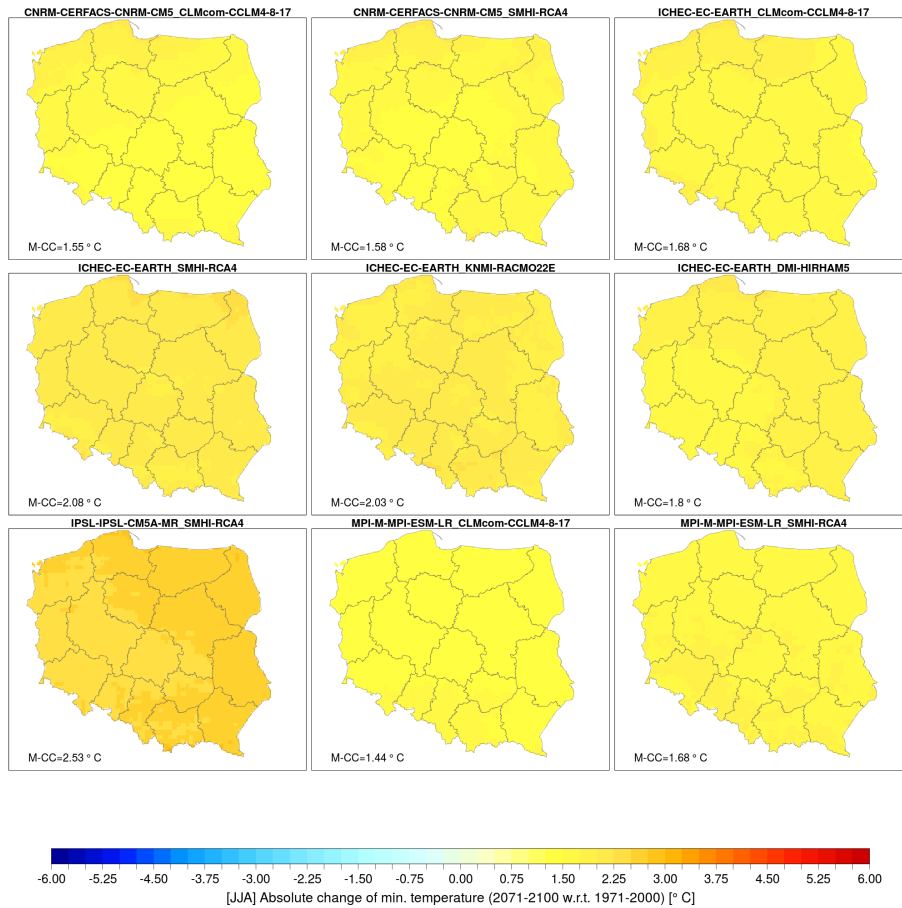 CNRM-CERFACS-CNRM-CM5_CLMcom-CCLM4-8-17
CNRM-CERFACS-CNRM-CM5_SMHI-RCA4
ICHEC-EC-EARTH_CLMcom-CCLM4-8-17
M-CC=1.55 ° C
M-CC=1.58 ° C
M-CC=1.68 ° C
ICHEC-EC-EARTH_SMHI-RCA4
ICHEC-EC-EARTH_KNMI-RACMO22E
ICHEC-EC-EARTH_DMI-HIRHAM5
M-CC=2.08 ° C
M-CC=2.03 ° C
M-CC=1.8 ° C
IPSL-IPSL-CM5A-MR_SMHI-RCA4
MPI-M-MPI-ESM-LR_CLMcom-CCLM4-8-17
MPI-M-MPI-ESM-LR_SMHI-RCA4
M-CC=2.53 ° C
M-CC=1.44 ° C
M-CC=1.68 ° C
-6.00 -5.25 -4.50 -3.75 -3.00 -2.25 -1.50 -0.75 0.00 0.75 1.50 2.25 3.00 3.75 4.50 5.25 6.00
[JJA] Absolute change of min. temperature (2071-2100 w.r.t. 1971-2000) [° C]